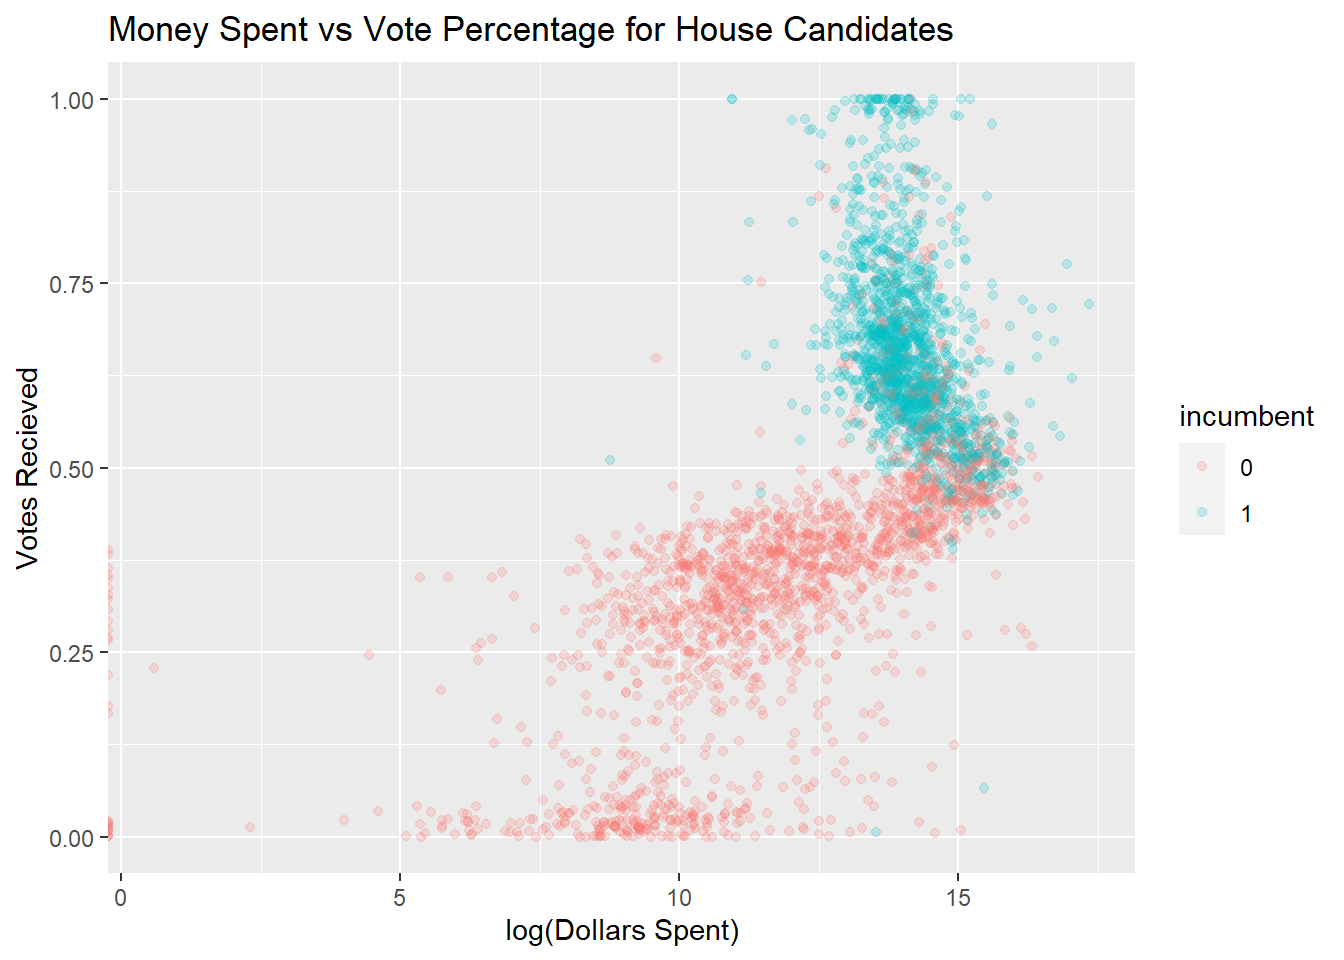 Money Spent vs Vote Percentage for House Candidates
1.00
0.75
0.50
0.25
0.00
Votes Recieved
0
5
10
15
log(Dollars Spent)
incumbent
0
1